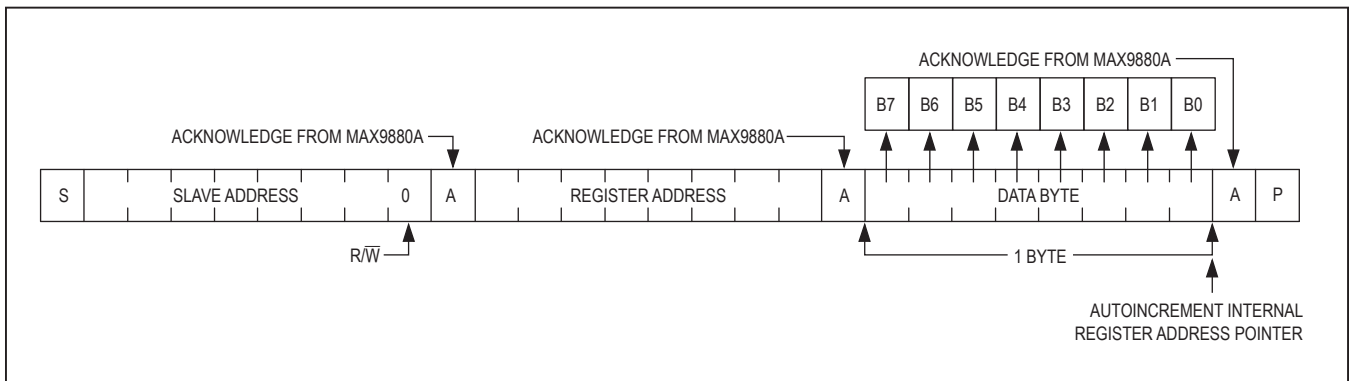 ACKNOWLEDGE FROM MAX9880A
B7 B6 B5 B4 B3 B2 B1 B0
ACKNOWLEDGE FROM MAX9880A ACKNOWLEDGE FROM MAX9880A
S SLAVE ADDRESS 0 A REGISTER ADDRESS A DATA BYTE A P
R/W̅ 1 BYTE
AUTOINCREMENT INTERNAL
REGISTER ADDRESS POINTER